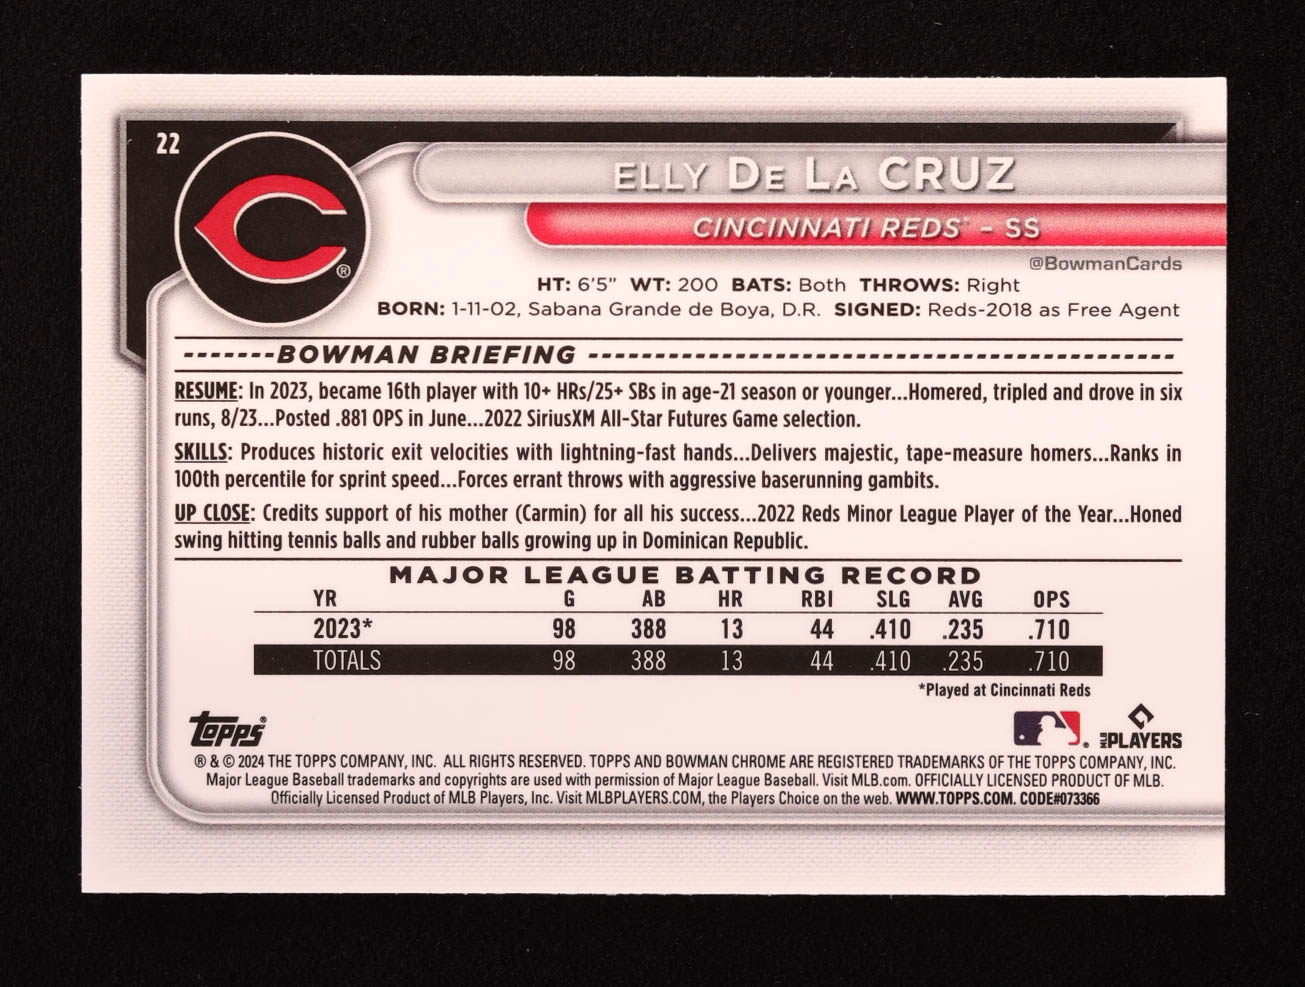 22
ELLY DE LA CRUZ
CINCINNATI REDS™ – SS
@BowmanCards
HT: 6'5" WT: 200 BATS: Both THROWS: Right
BORN: 1-11-02, Sabana Grande de Boya, D.R. SIGNED: Reds-2018 as Free Agent
BOWMAN BRIEFING
RESUME: In 2023, became 16th player with 10+ HRs/25+ SBs in age-21 season or younger...Homered, tripled and drove in six
runs, 8/23...Posted .881 OPS in June...2022 SiriusXM All-Star Futures Game selection.
SKILLS: Produces historic exit velocities with lightning-fast hands...Delivers majestic, tape-measure homers...Ranks in
100th percentile for sprint speed...Forces errant throws with aggressive baserunning gambits.
UP CLOSE: Credits support of his mother (Carmin) for all his success...2022 Reds Minor League Player of the Year...Honed
swing hitting tennis balls and rubber balls growing up in Dominican Republic.
MAJOR LEAGUE BATTING RECORD
YR G AB HR RBI SLG AVG OPS
2023* 98 388 13 44 .410 .235 .710
TOTALS 98 388 13 44 .410 .235 .710
*Played at Cincinnati Reds
Topps®
MLB PLAYERS
® & © 2024 THE TOPPS COMPANY, INC. ALL RIGHTS RESERVED. TOPPS AND BOWMAN CHROME ARE REGISTERED TRADEMARKS OF THE TOPPS COMPANY, INC.
Major League Baseball trademarks and copyrights are used with permission of Major League Baseball. Visit MLB.com. OFFICIALLY LICENSED PRODUCT OF MLB.
Officially Licensed Product of MLB Players, Inc. Visit MLBPLAYERS.COM, the Players Choice on the web. WWW.TOPPS.COM. CODE#073366